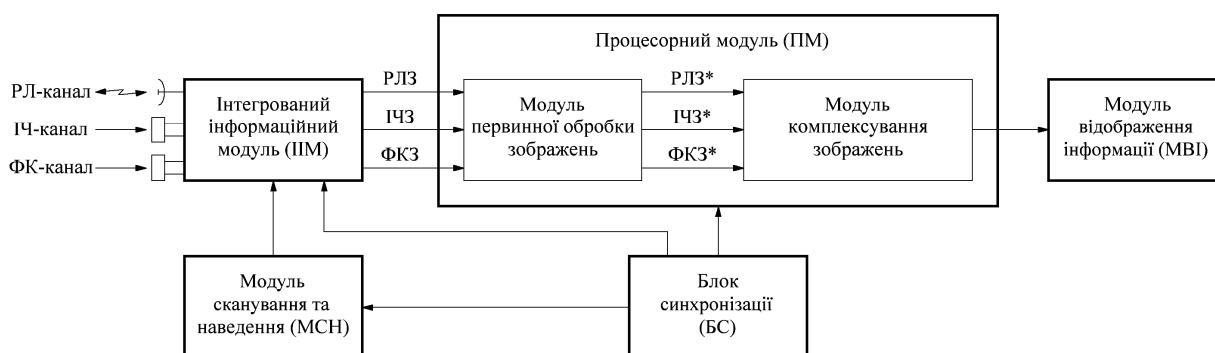 Процесорний модуль (ПМ)
РЛ-канал
ІЧ-канал
ФК-канал
Інтегрований
інформаційний
модуль (ІІМ)
РЛЗ
ІЧЗ
ФКЗ
Модуль
первинної обробки
зображень
РЛЗ*
ІЧЗ*
ФКЗ*
Модуль
комплексування
зображень
Модуль
відображення
інформації (МВІ)
Модуль
сканування та
наведення (МСН)
Блок
синхронізації
(БС)